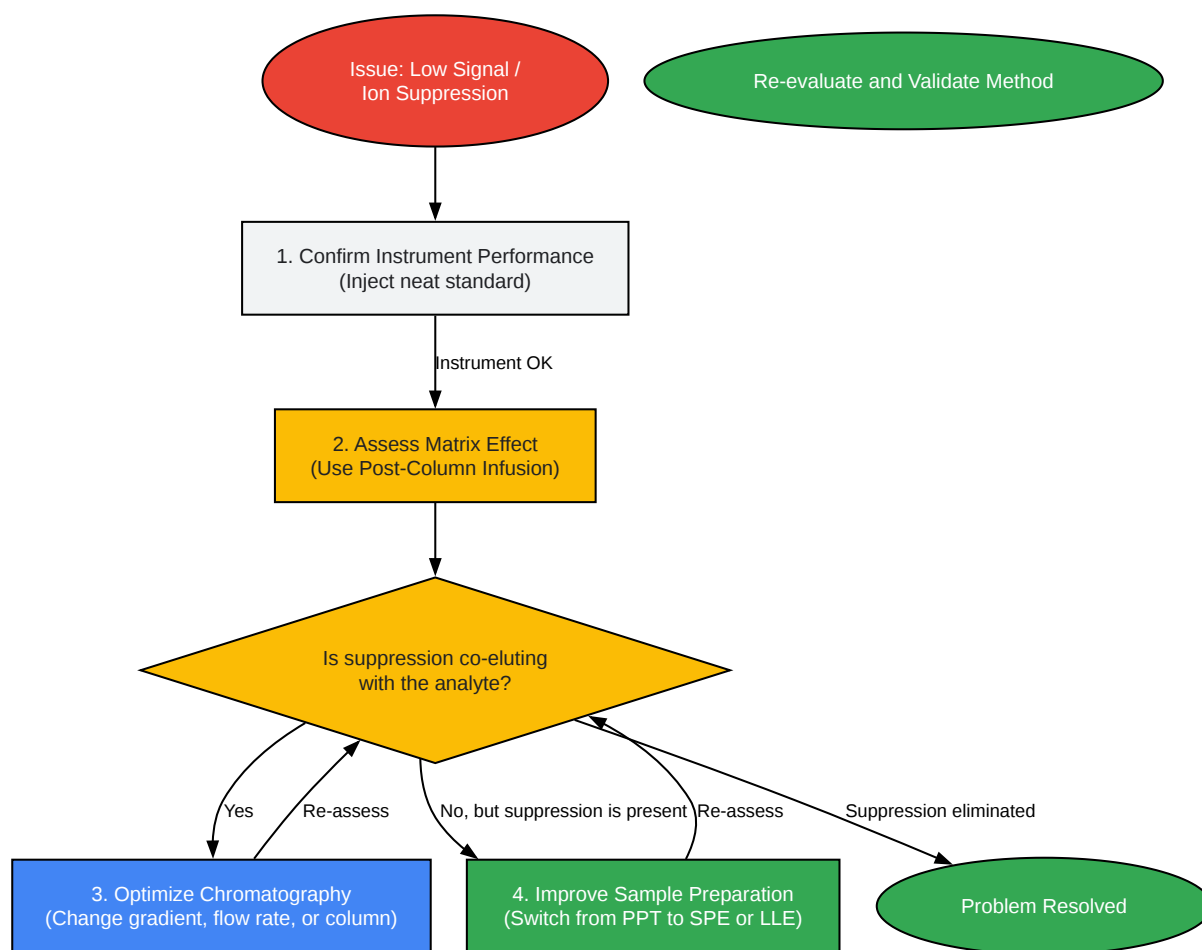 Issue: Low Signal /
Ion Suppression
Re-evaluate and Validate Method
1. Confirm Instrument Performance
(Inject neat standard)
Instrument OK
2. Assess Matrix Effect
(Use Post-Column Infusion)
Is suppression co-eluting
with the analyte?
Yes
Re-assess
No, but suppression is present
Re-assess
Suppression eliminated
3. Optimize Chromatography
(Change gradient, flow rate, or column)
4. Improve Sample Preparation
(Switch from PPT to SPE or LLE)
Problem Resolved